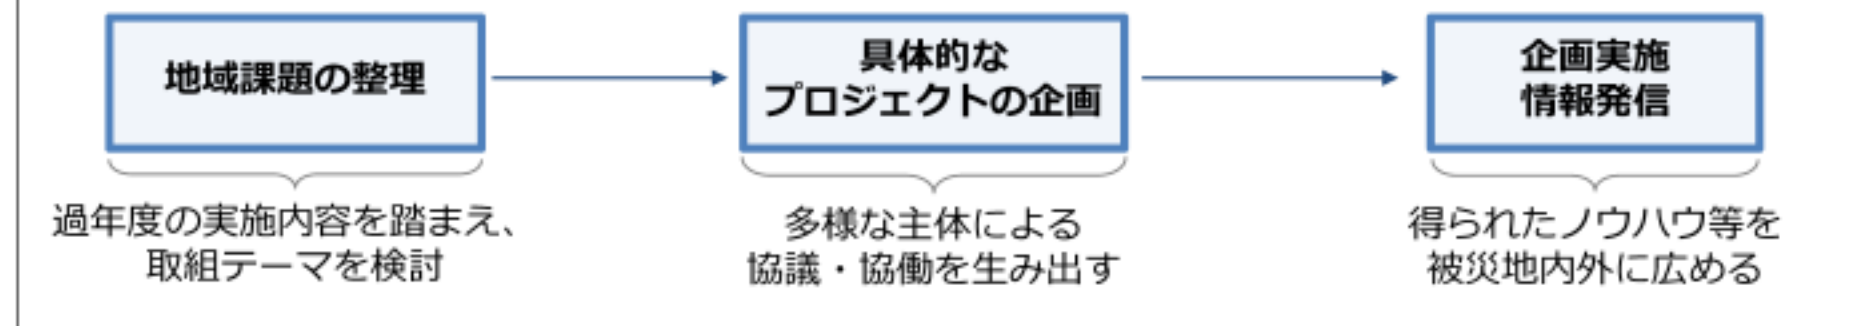 地域課題の整理
過年度の実施内容を踏まえ、
取組テーマを検討
具体的な
プロジェクトの企画
多様な主体による
協議・協働を生み出す
企画実施
情報発信
得られたノウハウ等を
被災地内外に広める